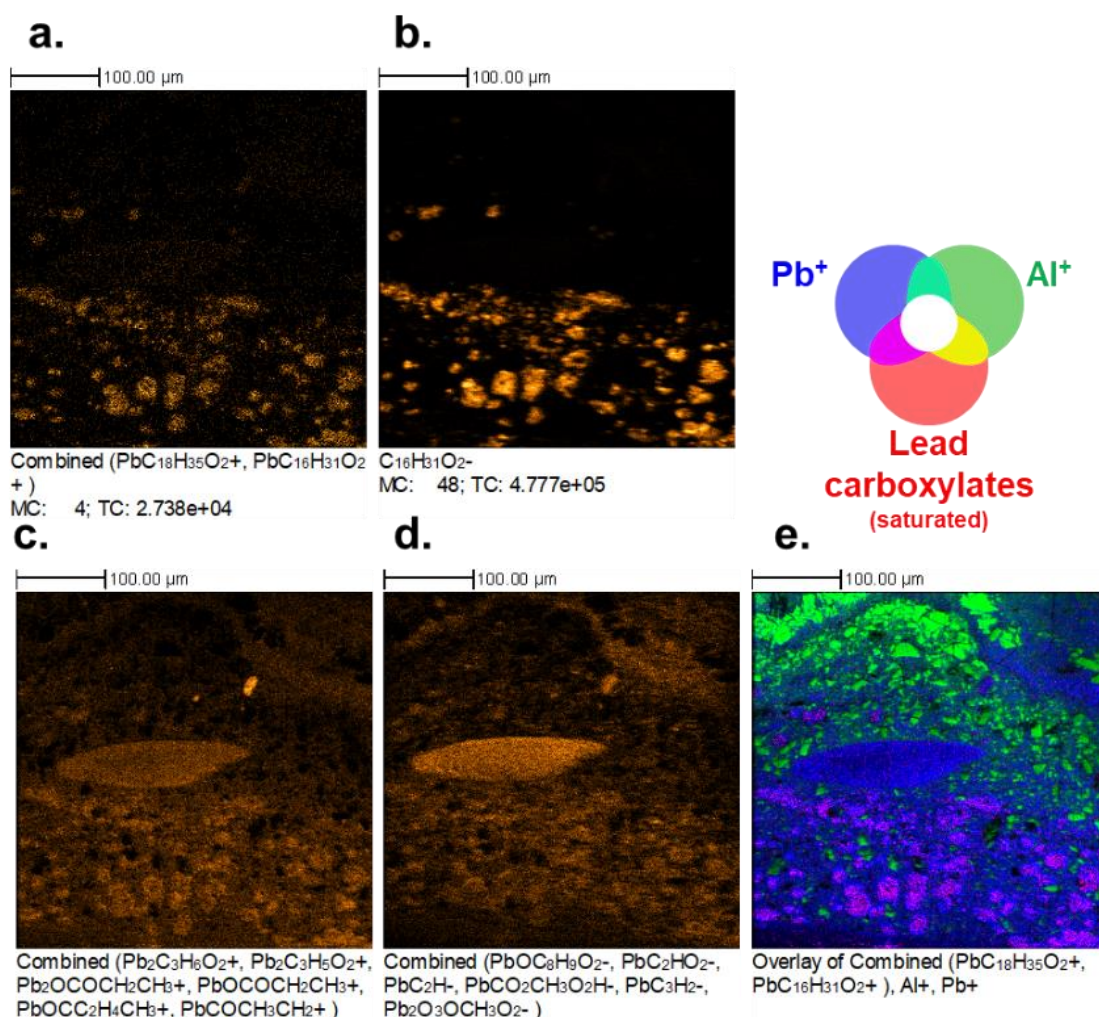 a.
100.00 µm
b.
100.00 µm
Combined (PbC₁₈H₃₅O₂+, PbC₁₆H₃₁O₂
+ )
MC: 4; TC: 2.738e+04
C₁₆H₃₁O₂-
MC: 48; TC: 4.777e+05
Pb⁺
Al⁺
Lead
carboxylates
(saturated)
c.
100.00 µm
d.
100.00 µm
e.
100.00 µm
Combined (Pb₂C₃H₆O₂+, Pb₂C₃H₅O₂+,
Pb₂OCOCH₂CH₃+, PbOCOCH₂CH₃+,
PbOCC₂H₄CH₃+, PbCOCH₃CH₂+ )
Combined (PbOC₈H₉O₂-, PbC₂HO₂-,
PbC₂H-, PbCO₂CH₃O₂H-, PbC₃H₂-,
Pb₂O₃OCH₃O₂- )
Overlay of Combined (PbC₁₈H₃₅O₂+,
PbC₁₆H₃₁O₂+ ), Al+, Pb+